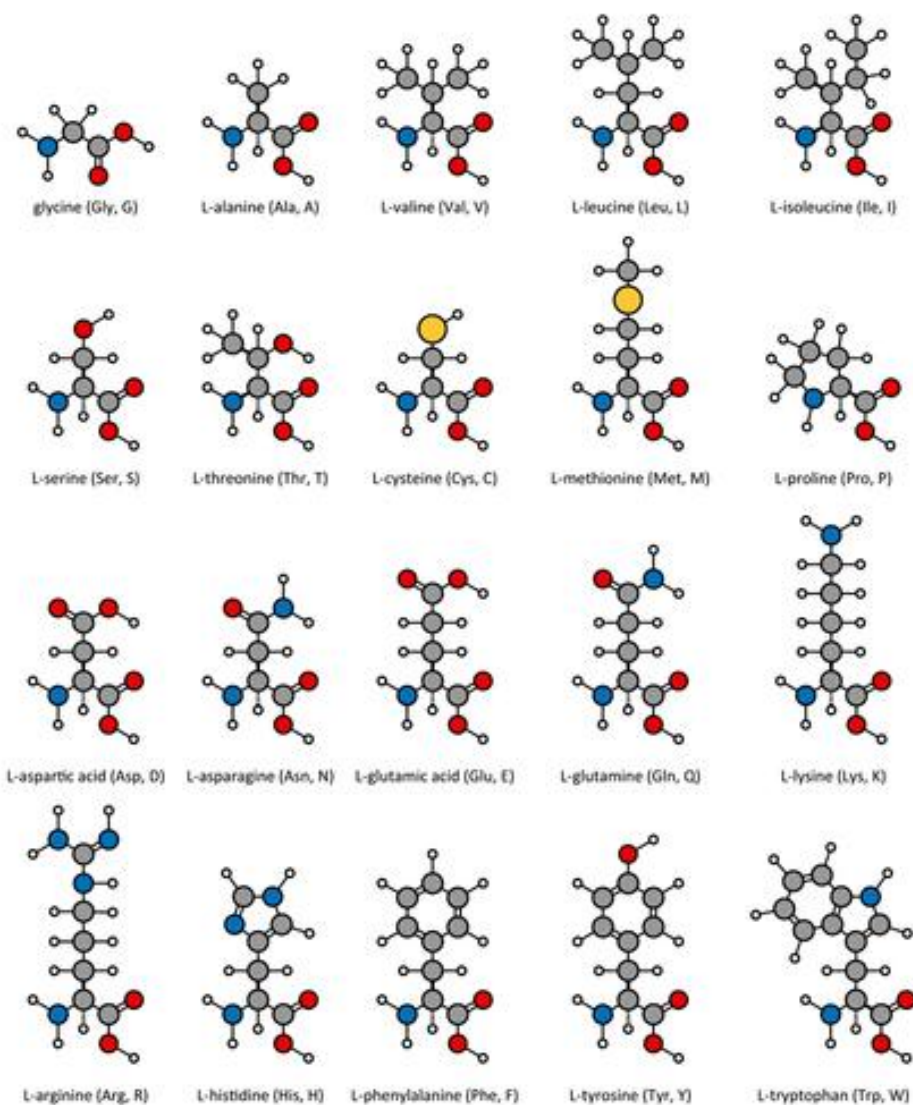 glycine (Gly, G)
L-alanine (Ala, A)
L-valine (Val, V)
L-leucine (Leu, L)
L-isoleucine (Ile, I)
L-serine (Ser, S)
L-threonine (Thr, T)
L-cysteine (Cys, C)
L-methionine (Met, M)
L-proline (Pro, P)
L-aspartic acid (Asp, D)
L-asparagine (Asn, N)
L-glutamic acid (Glu, E)
L-glutamine (Gln, Q)
L-lysine (Lys, K)
L-arginine (Arg, R)
L-histidine (His, H)
L-phenylalanine (Phe, F)
L-tyrosine (Tyr, Y)
L-tryptophan (Trp, W)